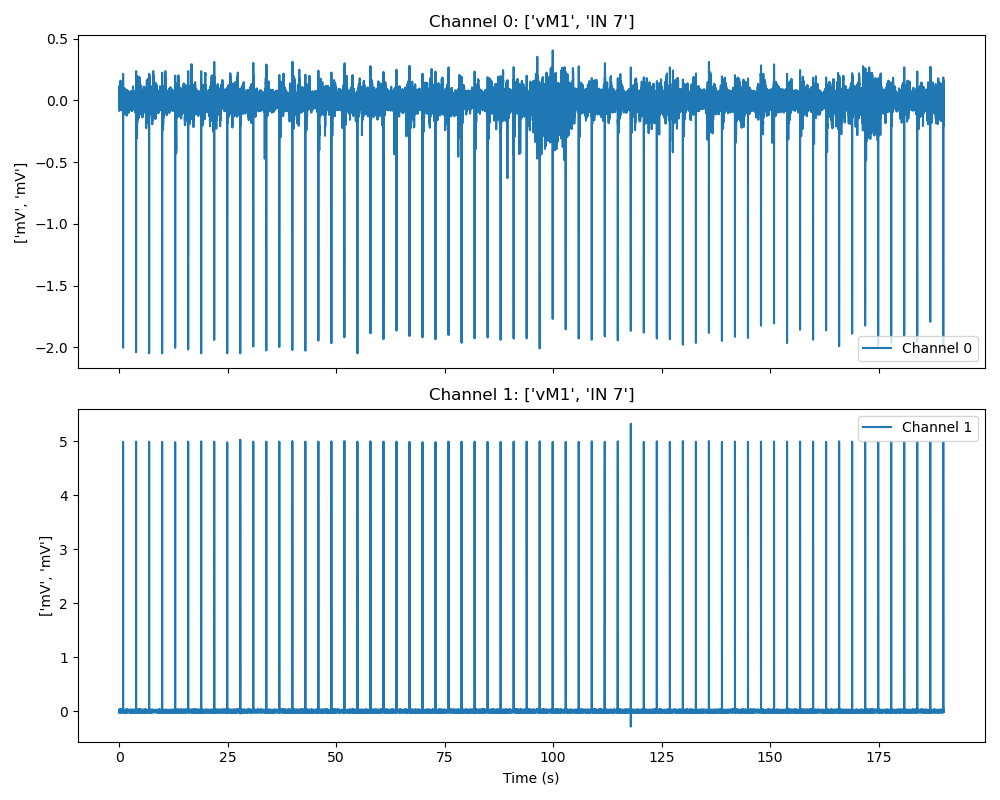 Channel 0: ['vM1', 'IN 7']
0.5
0.0
−0.5
−1.0
−1.5
−2.0
['mV', 'mV']
Channel 0
Channel 1: ['vM1', 'IN 7']
5
4
3
2
1
0
['mV', 'mV']
Channel 1
0 25 50 75 100 125 150 175
Time (s)